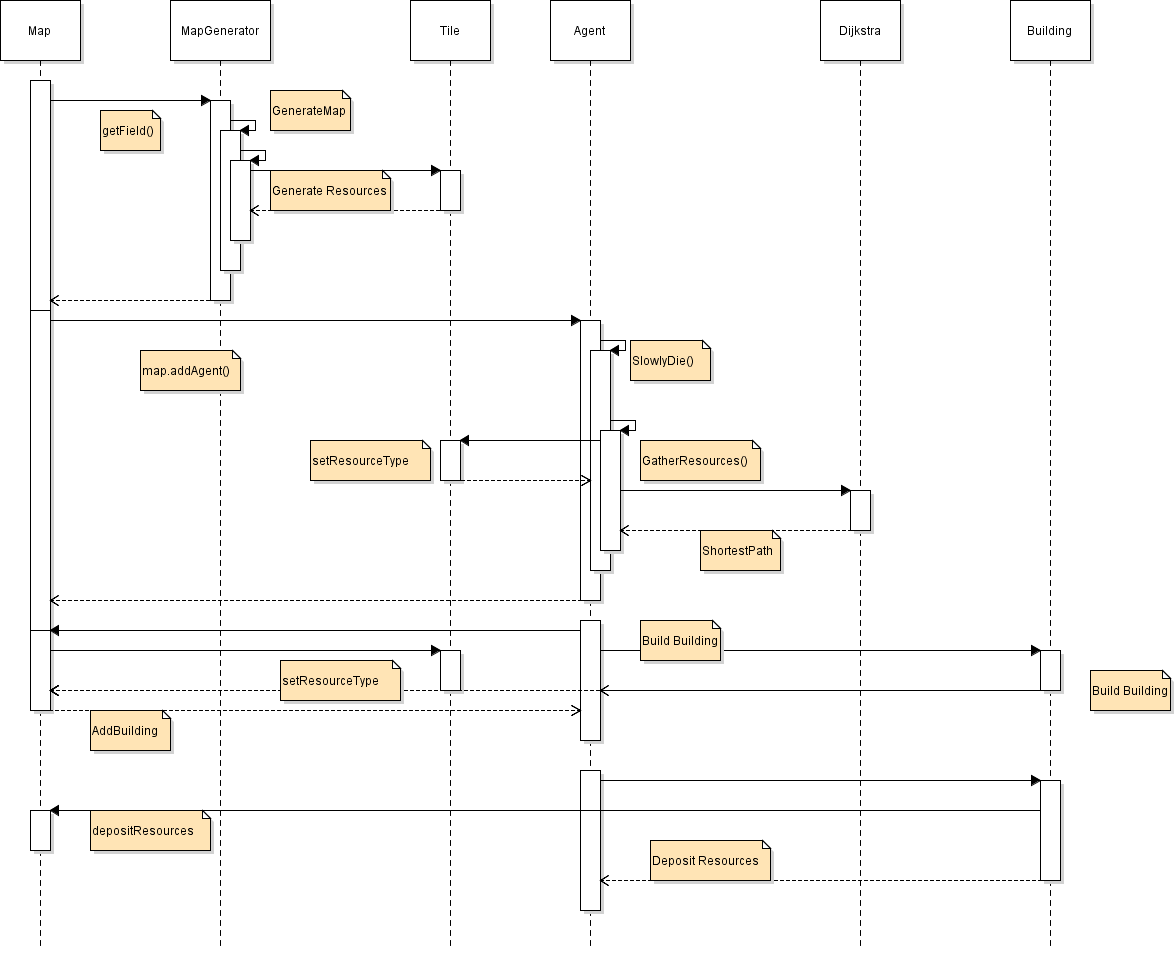 Map
MapGenerator
Tile
Agent
Dijkstra
Building
GenerateMap
getField()
Generate Resources
SlowlyDie()
map.addAgent()
setResourceType
GatherResources()
ShortestPath
Build Building
setResourceType
Build Building
AddBuilding
depositResources
Deposit Resources